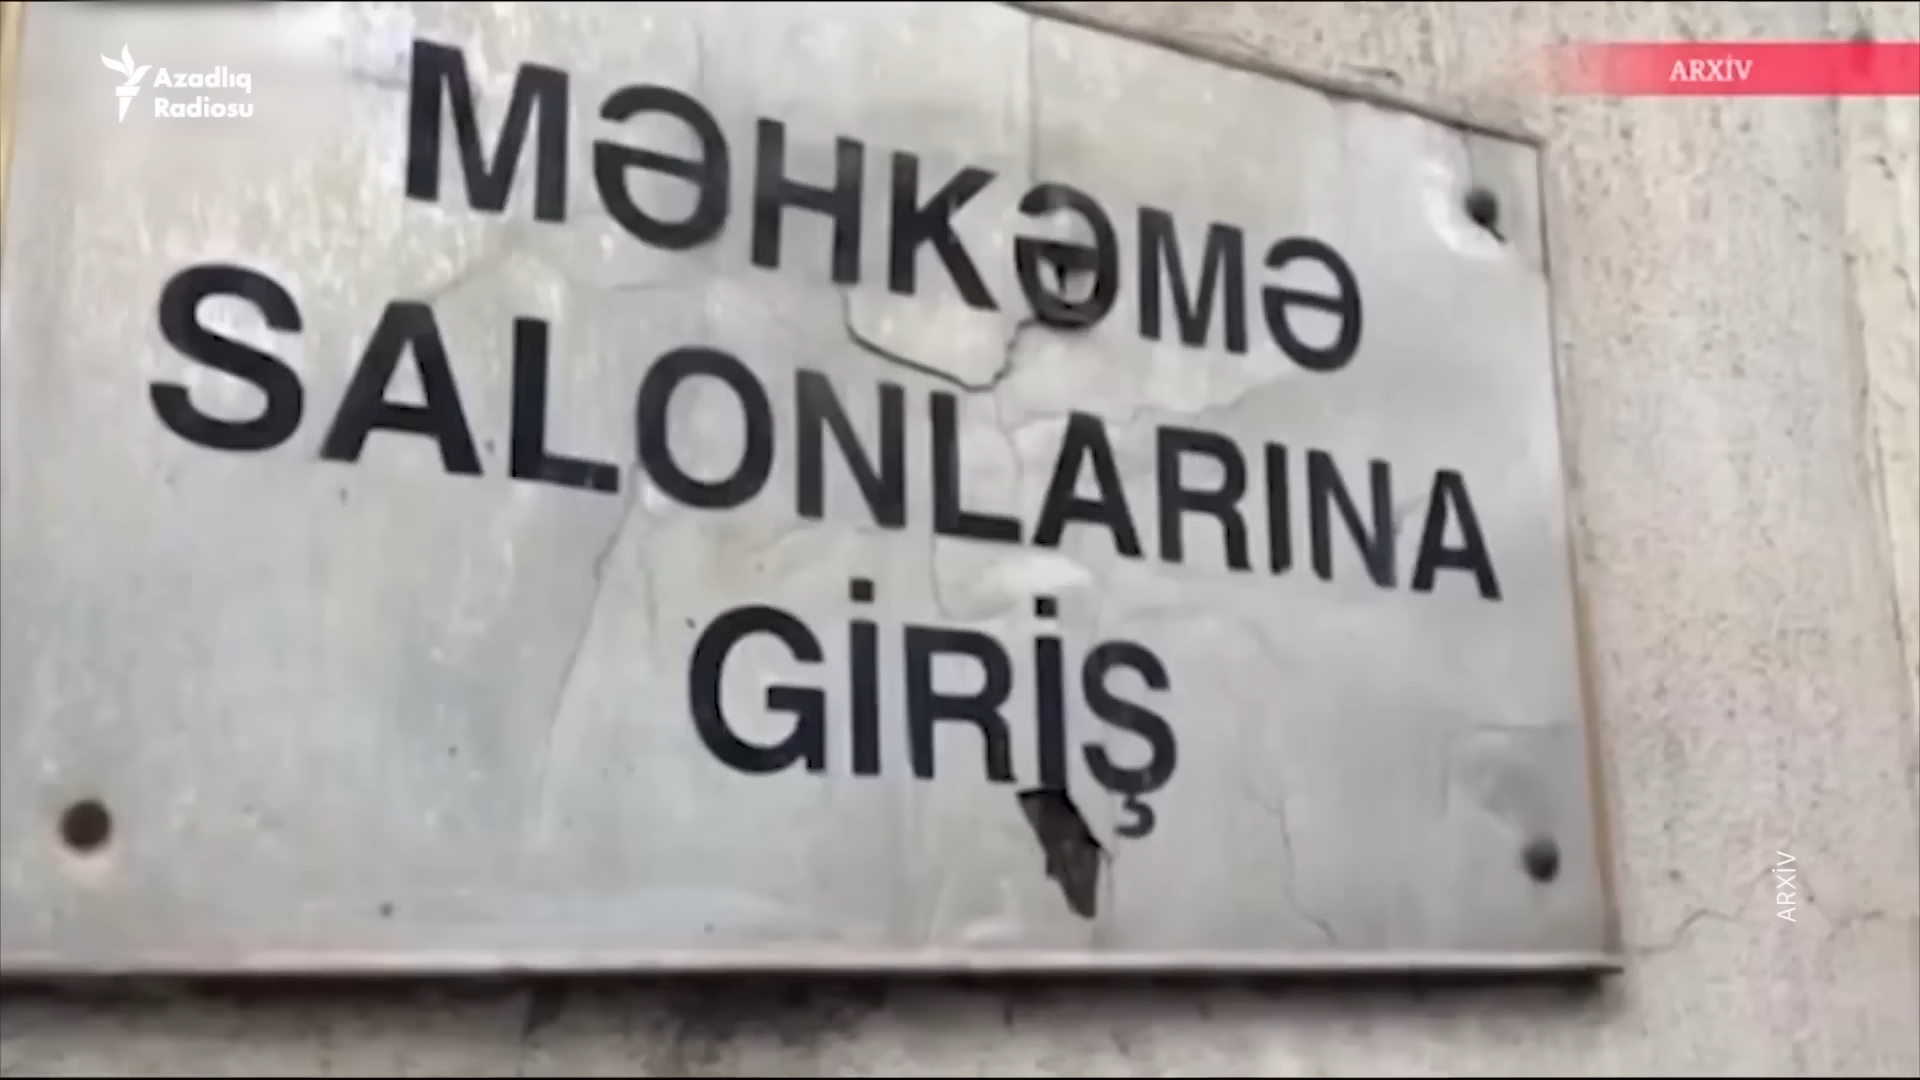 Azadlıq
Radiosu
ARXİV
MƏHKƏMƏ
SALONLARINA
GİRİŞ
ARXİV